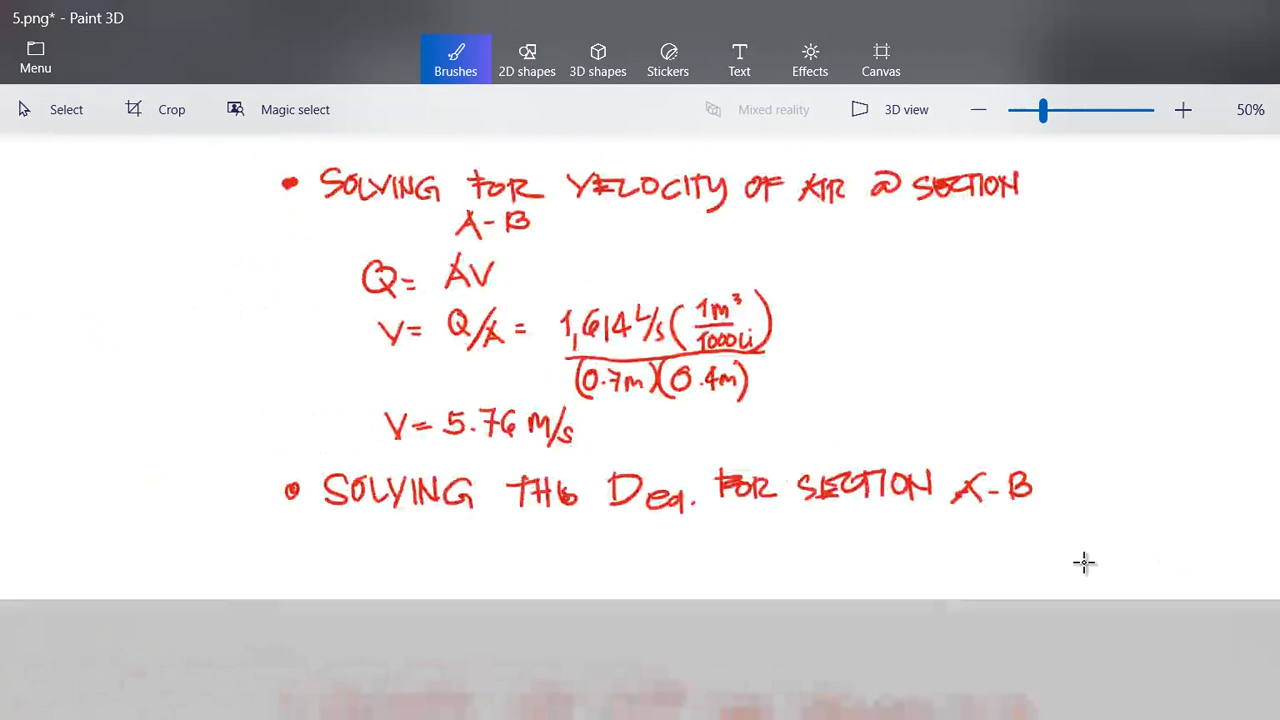 5.png* - Paint 3D
Menu
Brushes
2D shapes
3D shapes
Stickers
Text
Effects
Canvas
Select
Crop
Magic select
Mixed reality
3D view
50%
• SOLVING FOR VELOCITY OF AIR @ SECTION
A-B
Q = AV
V = Q/A = 1,614 L/s (1m³/1000Li) / (0.7m)(0.4m)
V = 5.76 m/s
• SOLVING THE Deq. FOR SECTION A-B